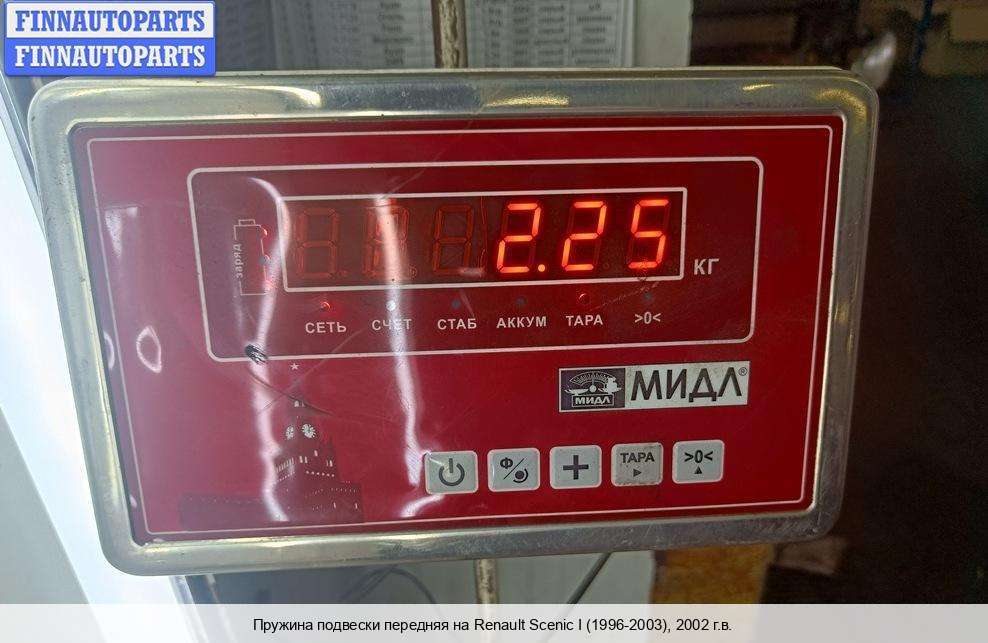 FINNAUTOPARTS
FINNAUTOPARTS
2.25
КГ
заряд
СЕТЬ СЧЕТ СТАБ АККУМ ТАРА >0<
МИДЛ МИДЛ®
Ф/ + ТАРА >0<
Пружина подвески передняя на Renault Scenic I (1996-2003), 2002 г.в.